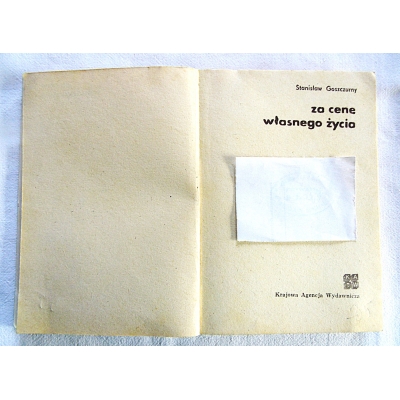 Stanisław Goszczurny
za cenę
własnego życia
Krajowa Agencja Wydawnicza